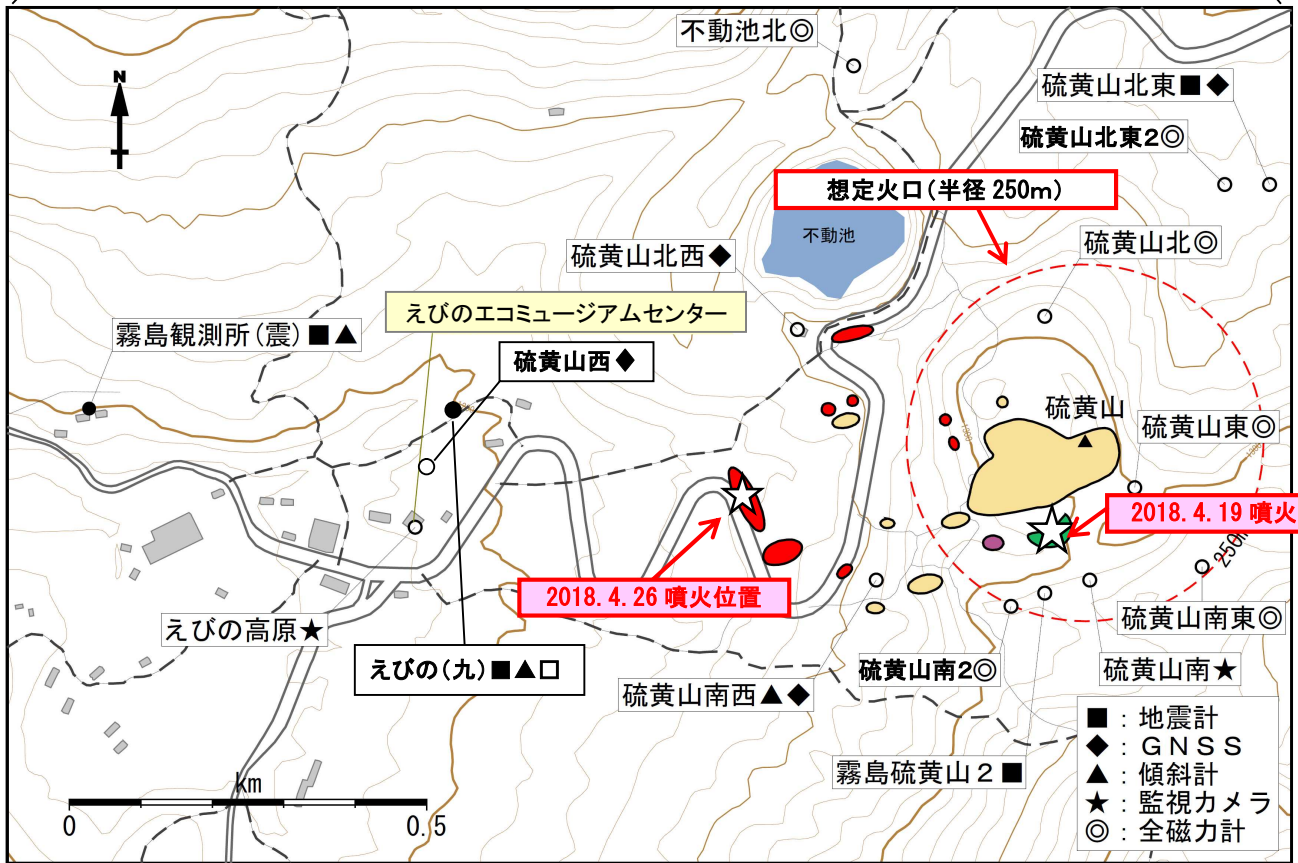 不動池北◎
N
硫黄山北東■◆
硫黄山北東2◎
想定火口(半径 250m)
不動池
硫黄山北◎
硫黄山北西◆
えびのエコミュージアムセンター
霧島観測所(震)■▲
硫黄山西◆
1300
硫黄山
硫黄山東◎
1300
1300
2018.4.19 噴火
250m
2018.4.26 噴火位置
えびの高原★
硫黄山南東◎
えびの(九)■▲□
硫黄山南2◎
硫黄山南★
硫黄山南西▲◆
霧島硫黄山2■
km
0
0.5
■:地震計
◆:GNSS
▲:傾斜計
★:監視カメラ
◎:全磁力計